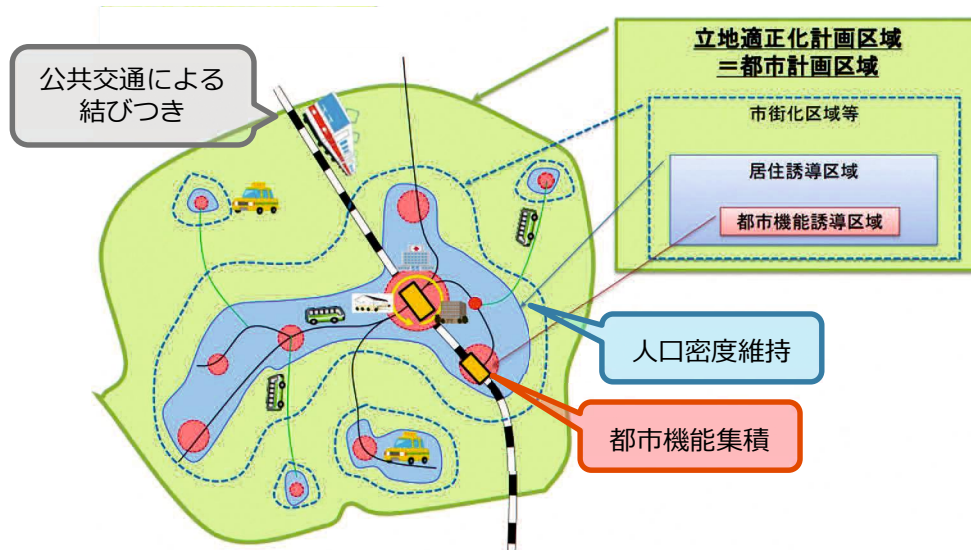 公共交通による
結びつき
立地適正化計画区域
＝都市計画区域
市街化区域等
居住誘導区域
都市機能誘導区域
人口密度維持
都市機能集積